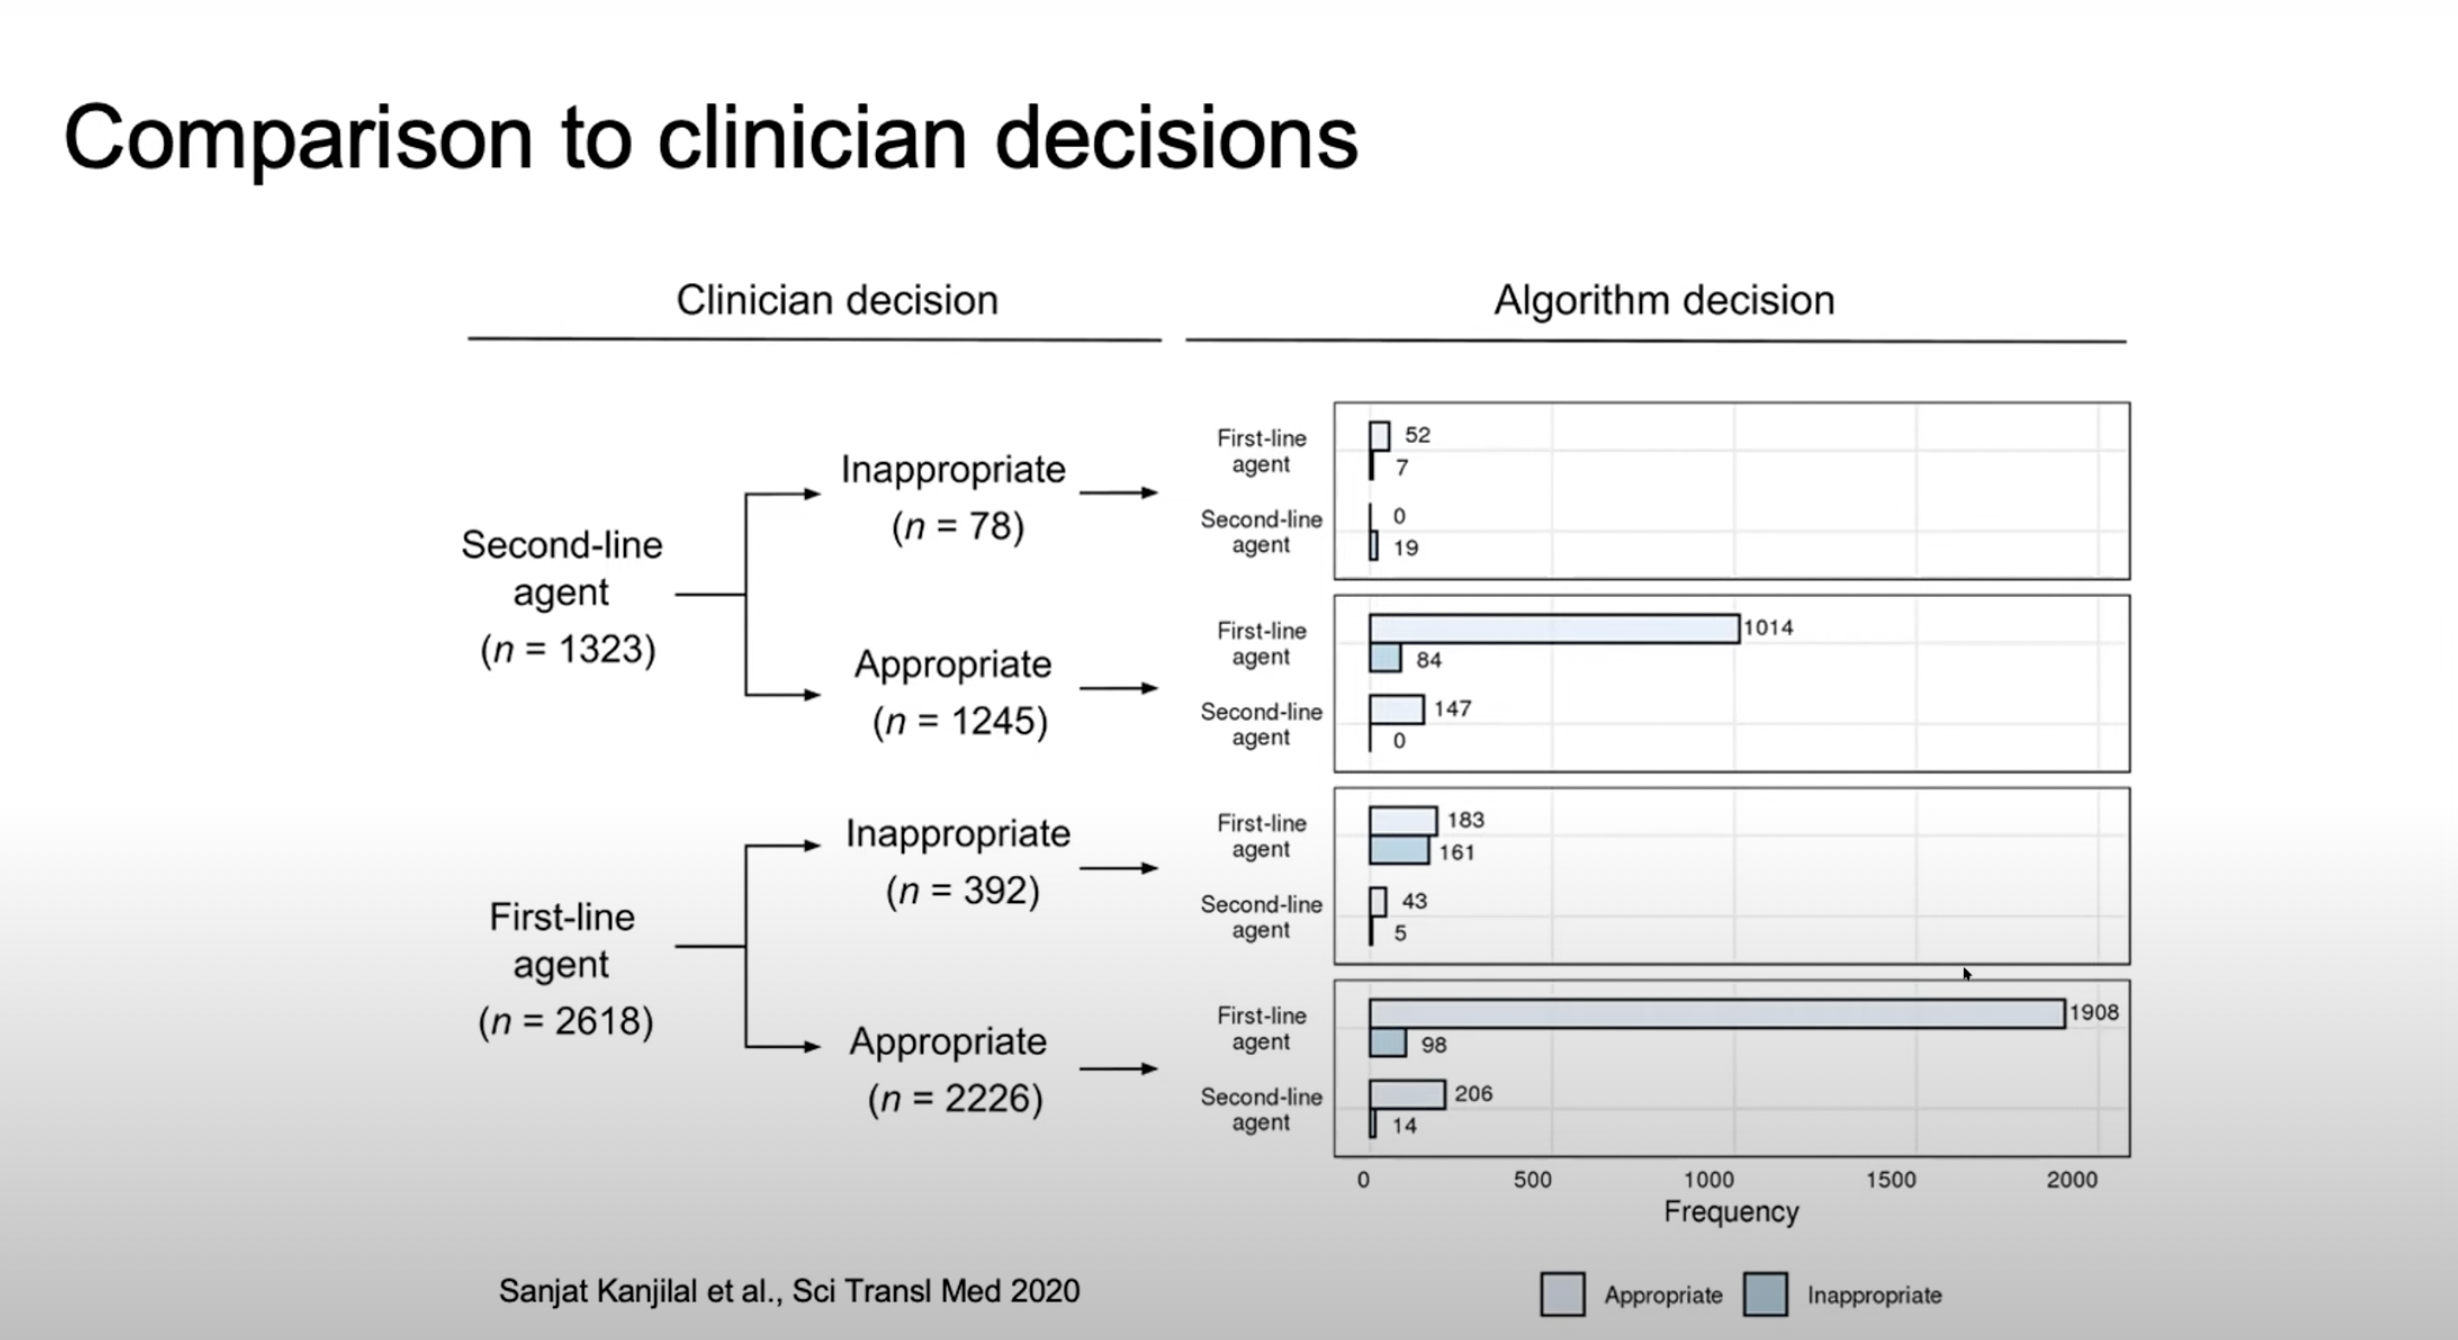 Comparison to clinician decisions
Clinician decision
Algorithm decision
Second-line
agent
(n = 1323)
Inappropriate
(n = 78)
First-line
agent
52
7
Second-line
agent
0
19
Appropriate
(n = 1245)
First-line
agent
1014
84
Second-line
agent
147
0
First-line
agent
(n = 2618)
Inappropriate
(n = 392)
First-line
agent
183
161
Second-line
agent
43
5
Appropriate
(n = 2226)
First-line
agent
1908
98
Second-line
agent
206
14
0 500 1000 1500 2000
Frequency
Sanjat Kanjilal et al., Sci Transl Med 2020
Appropriate Inappropriate